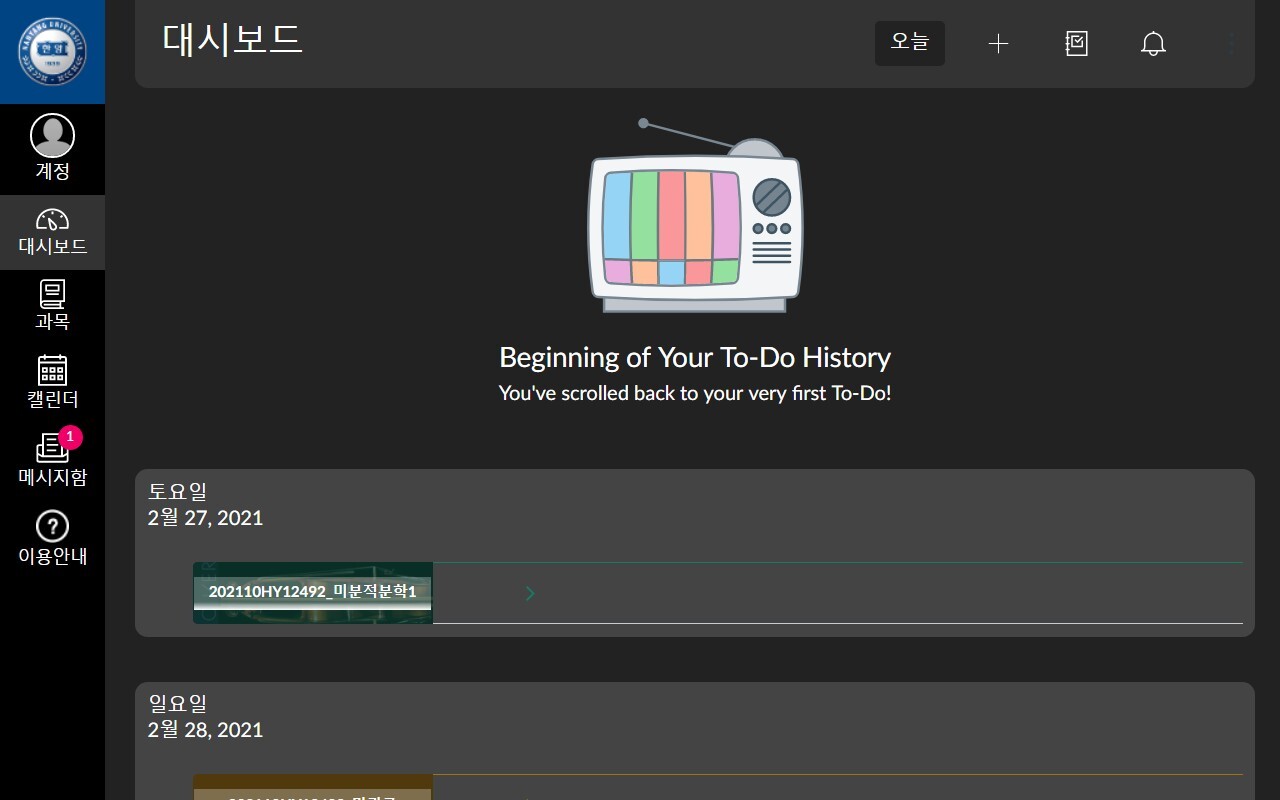 대시보드
오늘
계정
대시보드
과목
캘린더
1
메시지함
이용안내
Beginning of Your To-Do History
You've scrolled back to your very first To-Do!
토요일
2월 27, 2021
202110HY12492_미분적분학1
일요일
2월 28, 2021